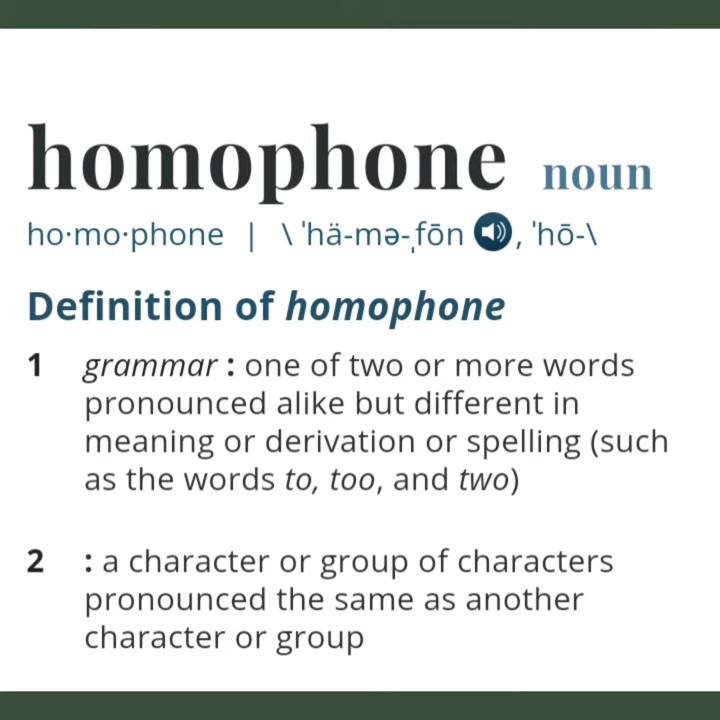 homophone noun
ho·mo·phone | \ ˈhä-mə-ˌfōn , ˈhō-\
Definition of homophone
1 grammar : one of two or more words
pronounced alike but different in
meaning or derivation or spelling (such
as the words to, too, and two)
2 : a character or group of characters
pronounced the same as another
character or group